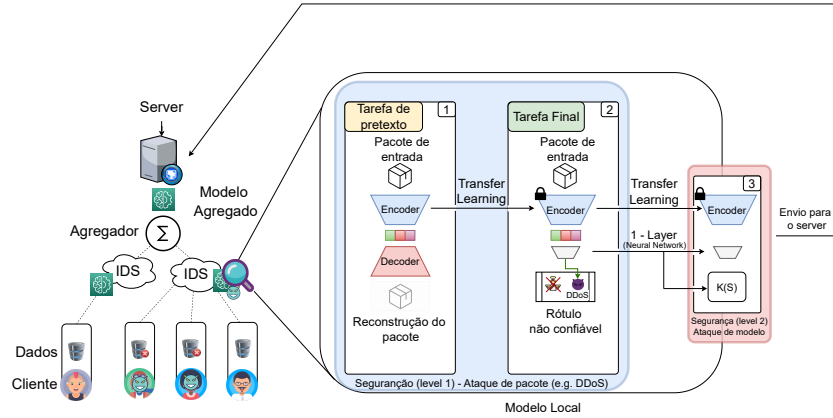 Server
Modelo
Agregado
Agregador
Σ
IDS
IDS
Dados
Cliente
1
Tarefa de
pretexto
Pacote de
entrada
Encoder
Decoder
Reconstrução do
pacote
Transfer
Learning
2
Tarefa Final
Pacote de
entrada
Encoder
DDoS
Rótulo
não confiável
Seguranção (level 1) - Ataque de pacote (e.g. DDoS)
Transfer
Learning
1 - Layer
(Neural Network)
3
Encoder
K(S)
Segurança (level 2)
Ataque de modelo
Envio para
o server
Modelo Local